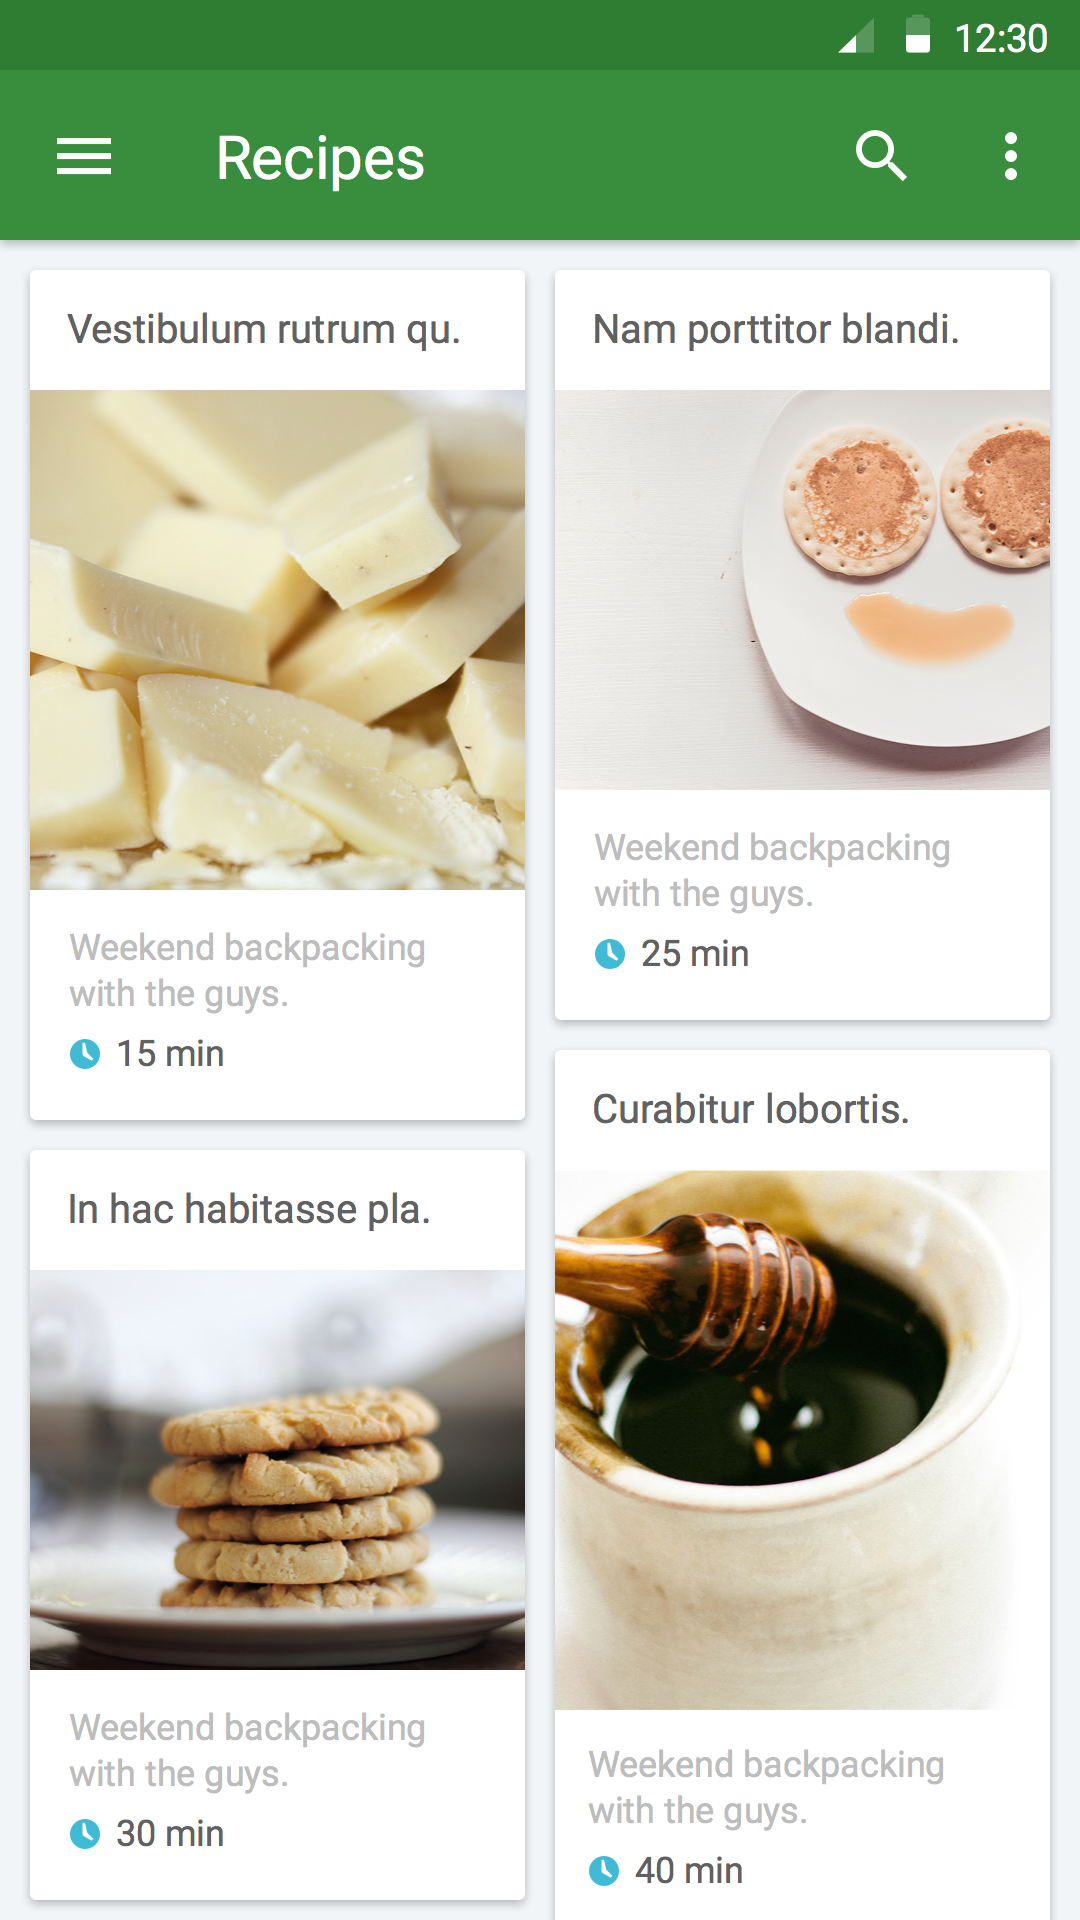 12:30
Recipes
Vestibulum rutrum qu.
Weekend backpacking
with the guys.
15 min
Nam porttitor blandi.
Weekend backpacking
with the guys.
25 min
In hac habitasse pla.
Weekend backpacking
with the guys.
30 min
Curabitur lobortis.
Weekend backpacking
with the guys.
40 min